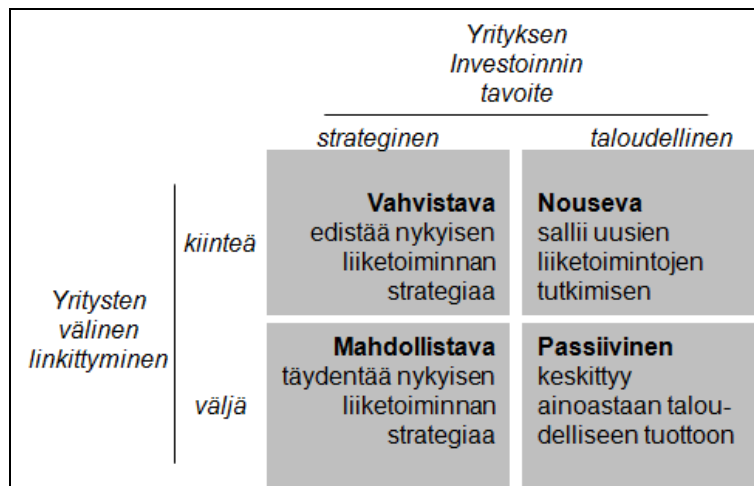 Yrityksen
Investoinnin
tavoite
strateginen
taloudellinen
Yritysten
välinen
linkittyminen
kiinteä
Vahvistava
edistää nykyisen
liiketoiminnan
strategiaa
Nouseva
sallii uusien
liiketoimintojen
tutkimisen
väljä
Mahdollistava
täydentää nykyisen
liiketoiminnan
strategiaa
Passiivinen
keskittyy
ainoastaan talou-
delliseen tuottoon